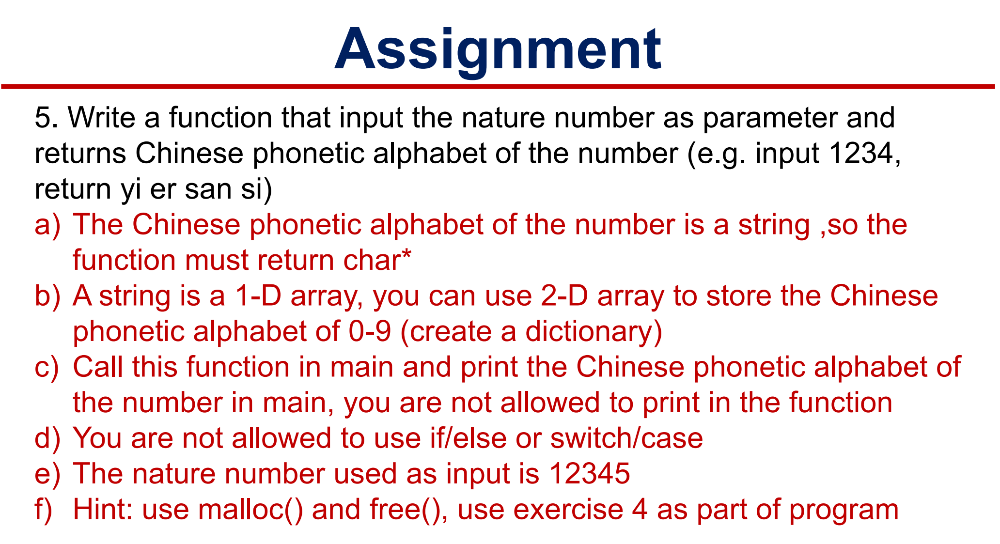 Assignment
5. Write a function that input the nature number as parameter and
returns Chinese phonetic alphabet of the number (e.g. input 1234,
return yi er san si)
a) The Chinese phonetic alphabet of the number is a string ,so the
function must return char*
b) A string is a 1-D array, you can use 2-D array to store the Chinese
phonetic alphabet of 0-9 (create a dictionary)
c) Call this function in main and print the Chinese phonetic alphabet of
the number in main, you are not allowed to print in the function
d) You are not allowed to use if/else or switch/case
e) The nature number used as input is 12345
f) Hint: use malloc() and free(), use exercise 4 as part of program